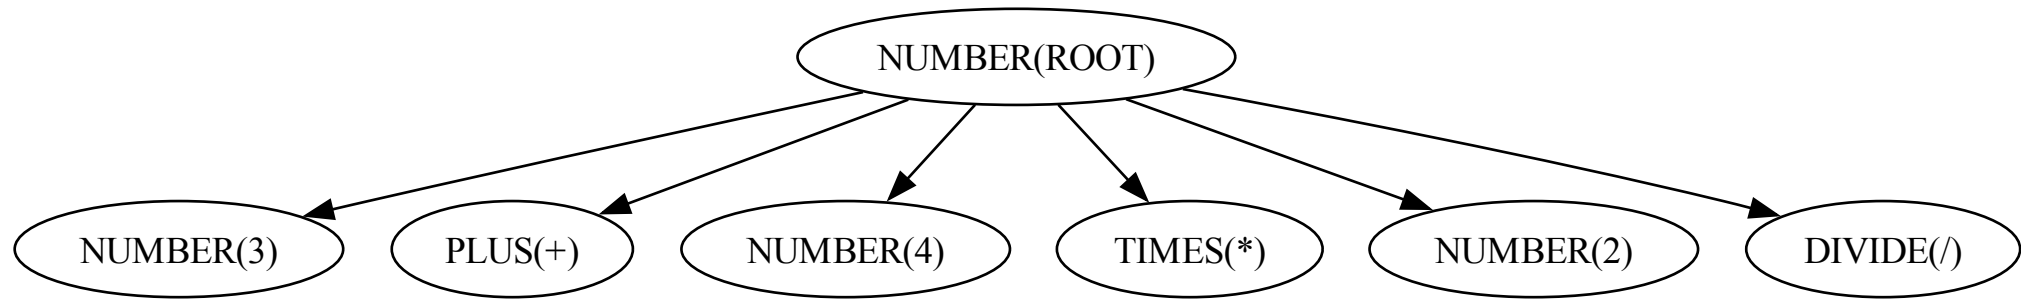 NUMBER(ROOT)
NUMBER(3) PLUS(+) NUMBER(4) TIMES(*) NUMBER(2) DIVIDE(/)